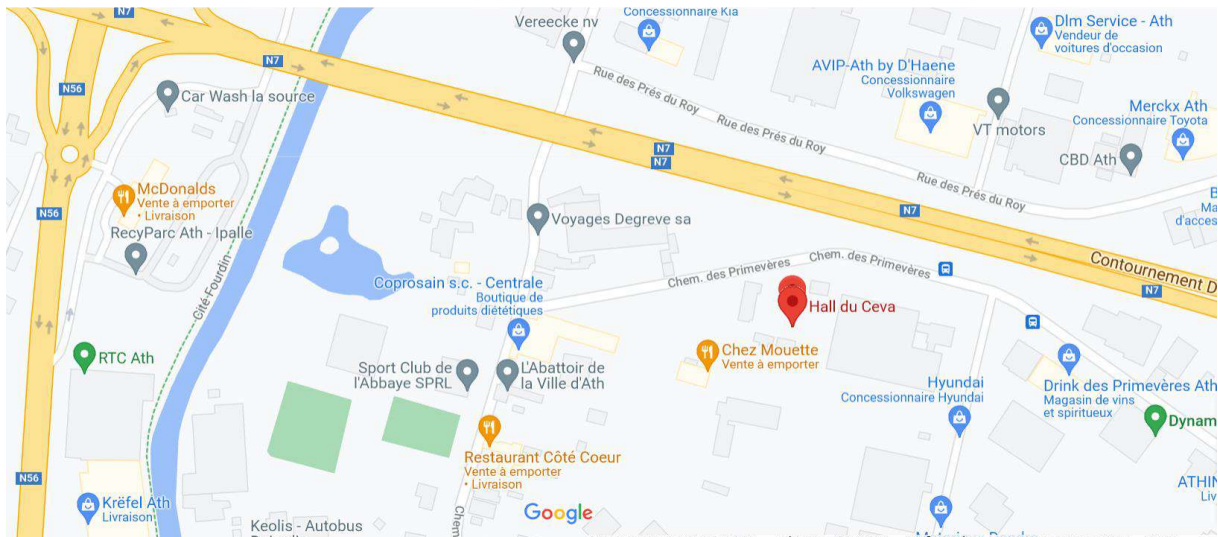 N7
Vereecke nv
Concessionnaire Kia
Dlm Service - Ath
Vendeur de
voitures d'occasion
N7
N56
Car Wash la source
Rue des Prés du Roy
AVIP-Ath by D'Haene
Concessionnaire
Volkswagen
Rue des Prés du Roy
VT motors
Merckx Ath
Concessionnaire Toyota
CBD Ath
N7
N7
McDonalds
Vente à emporter
• Livraison
N56
RecyParc Ath - Ipalle
Voyages Degreve sa
Rue des Prés du Roy
N7
Cité Fourdin
Coprosain s.c. - Centrale
Boutique de
produits diététiques
Chem. des Primevères
Chem. des Primevères
Contournement D
N7
Hall du Ceva
RTC Ath
Sport Club de
l'Abbaye SPRL
L'Abattoir de
la Ville d'Ath
Chez Mouette
Vente à emporter
Hyundai
Concessionnaire Hyundai
Drink des Primevères Ath
Magasin de vins
et spiritueux
Dynam
Restaurant Côté Coeur
Vente à emporter
• Livraison
N56
Krëfel Ath
Livraison
Keolis - Autobus
Chem
Google
ATHIN
Liv